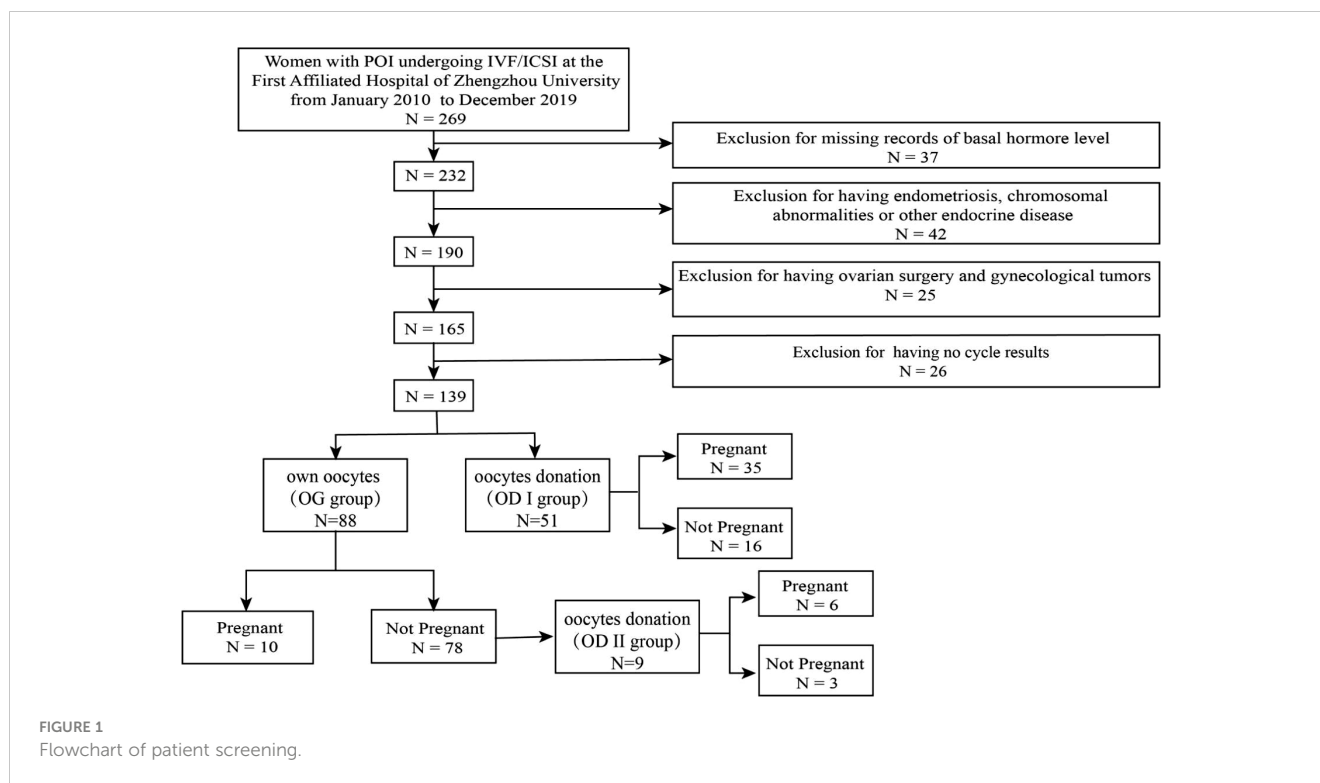 Women with POI undergoing IVF/ICSI at the
First Affiliated Hospital of Zhengzhou University
from January 2010 to December 2019
N = 269
Exclusion for missing records of basal hormore level
N = 37
N = 232
Exclusion for having endometriosis, chromosomal
abnormalities or other endocrine disease
N = 42
N = 190
Exclusion for having ovarian surgery and gynecological tumors
N = 25
N = 165
Exclusion for having no cycle results
N = 26
N = 139
own oocytes
(OG group)
N=88
oocytes donation
(OD I group)
N=51
Pregnant
N = 35
Not Pregnant
N = 16
Pregnant
N = 10
Not Pregnant
N = 78
oocytes donation
(OD II group)
N=9
Pregnant
N = 6
Not Pregnant
N = 3
FIGURE 1
Flowchart of patient screening.